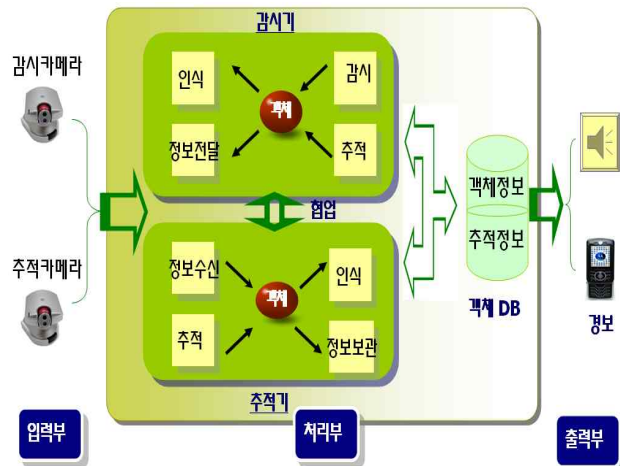 감시기
감시카메라
인식
감시
객체
정보전달
추적
협업
객체정보
추적정보
추적카메라
정보수신
인식
객체
추적
정보보관
객체 DB
경보
추적기
입력부
처리부
출력부